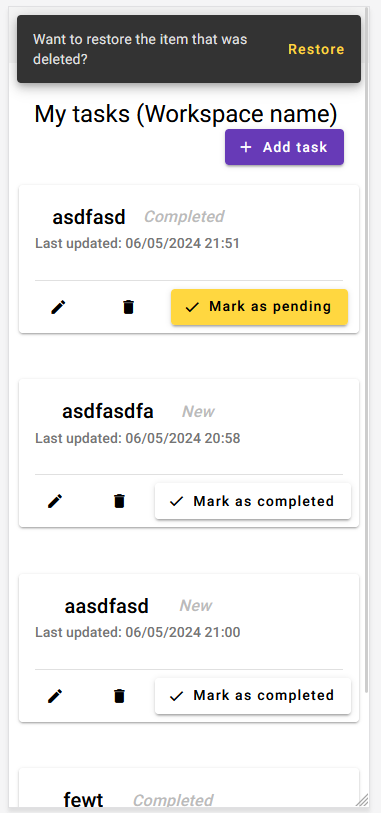 Want to restore the item that was
deleted?
Restore
My tasks (Workspace name)
+ Add task
asdfasd Completed
Last updated: 06/05/2024 21:51
Mark as pending
asdfasdfa New
Last updated: 06/05/2024 20:58
Mark as completed
aasdfasd New
Last updated: 06/05/2024 21:00
Mark as completed
fewt Completed